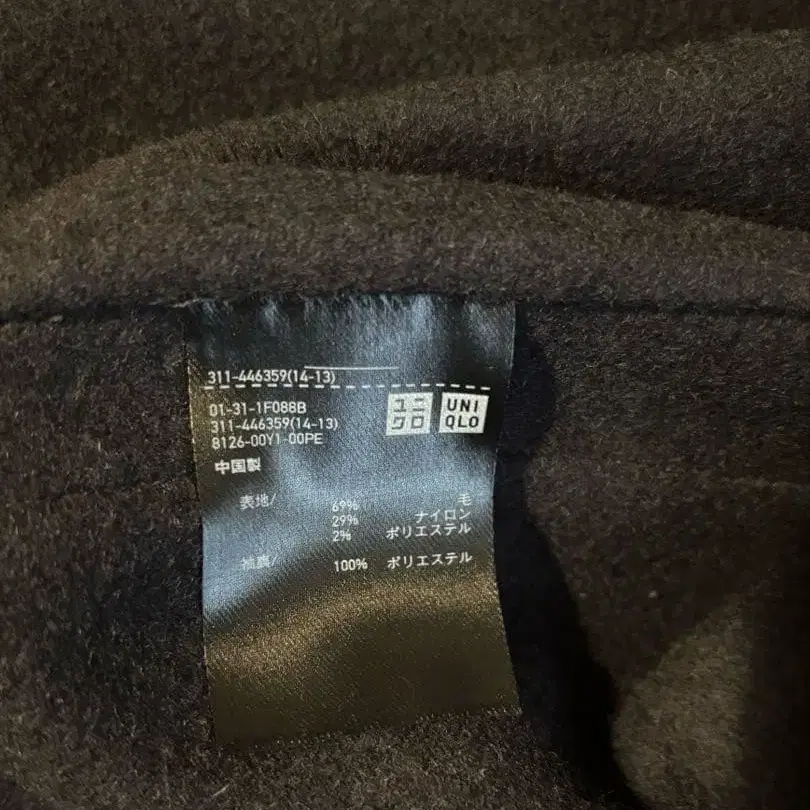 311-446359(14-13)
01-31-1F088B
311-446359(14-13)
8126-00Y1-00PE
ユニクロ
UNIQLO
中国製
表地/ 69% 毛
29% ナイロン
2% ポリエステル
袖裏/ 100% ポリエステル